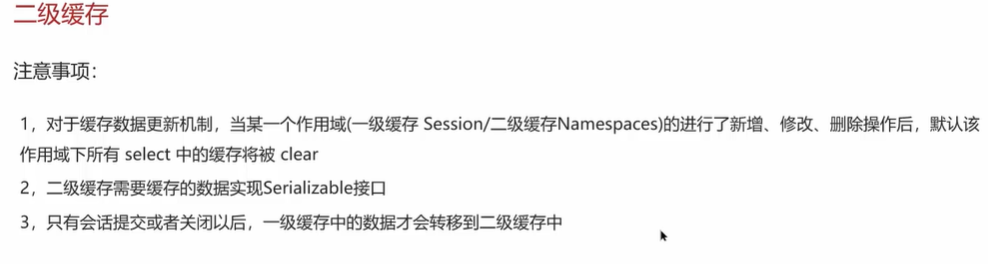 二级缓存
注意事项：
1，对于缓存数据更新机制，当某一个作用域(一级缓存 Session/二级缓存Namespaces)的进行了新增、修改、删除操作后，默认该
作用域下所有 select 中的缓存将被 clear
2，二级缓存需要缓存的数据实现Serializable接口
3，只有会话提交或者关闭以后，一级缓存中的数据才会转移到二级缓存中